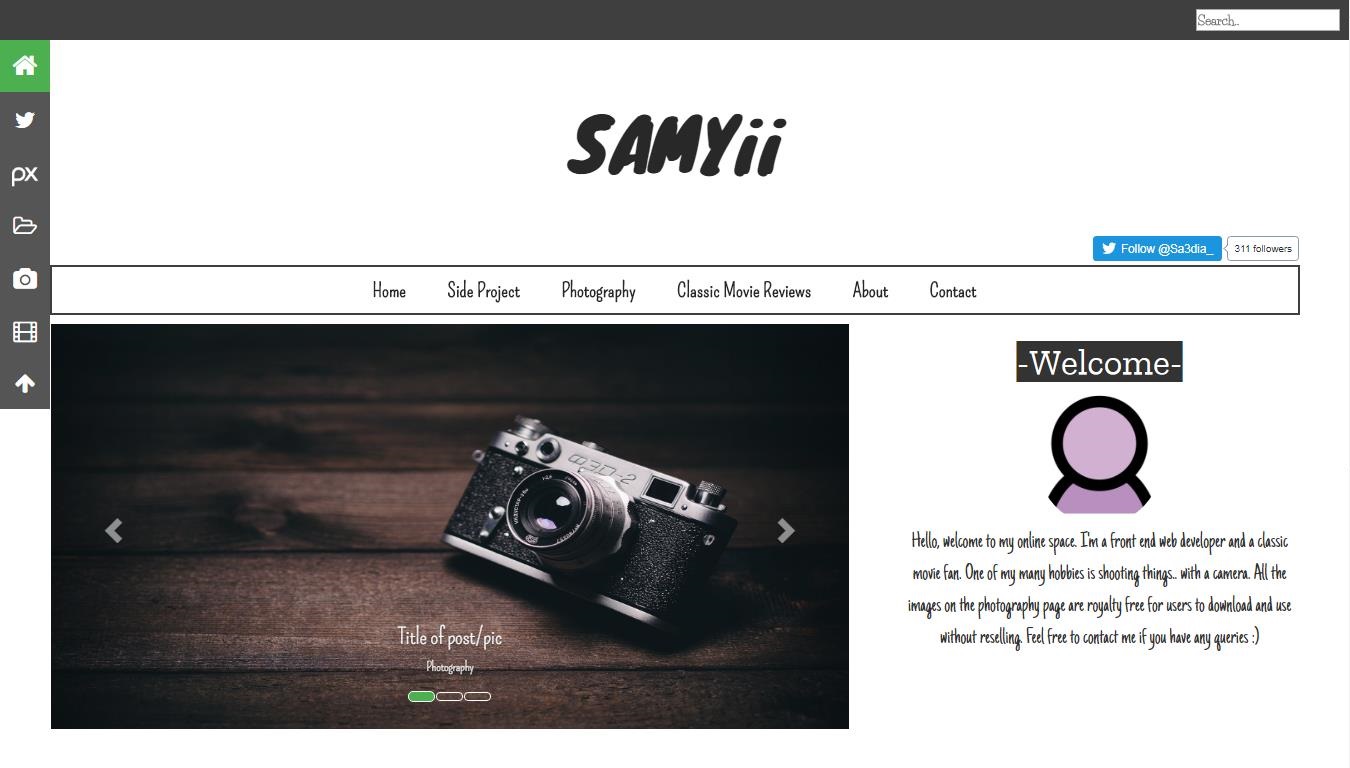 Search..
px
SAMYii
Follow @Sa3dia_
311 followers
Home Side Project Photography Classic Movie Reviews About Contact
-Welcome-
ФЭД-2
Title of post/pic
Photography
Hello, welcome to my online space. I'm a front end web developer and a classic
movie fan. One of my many hobbies is shooting things.. with a camera. All the
images on the photography page are royalty free for users to download and use
without reselling. Feel free to contact me if you have any queries :)